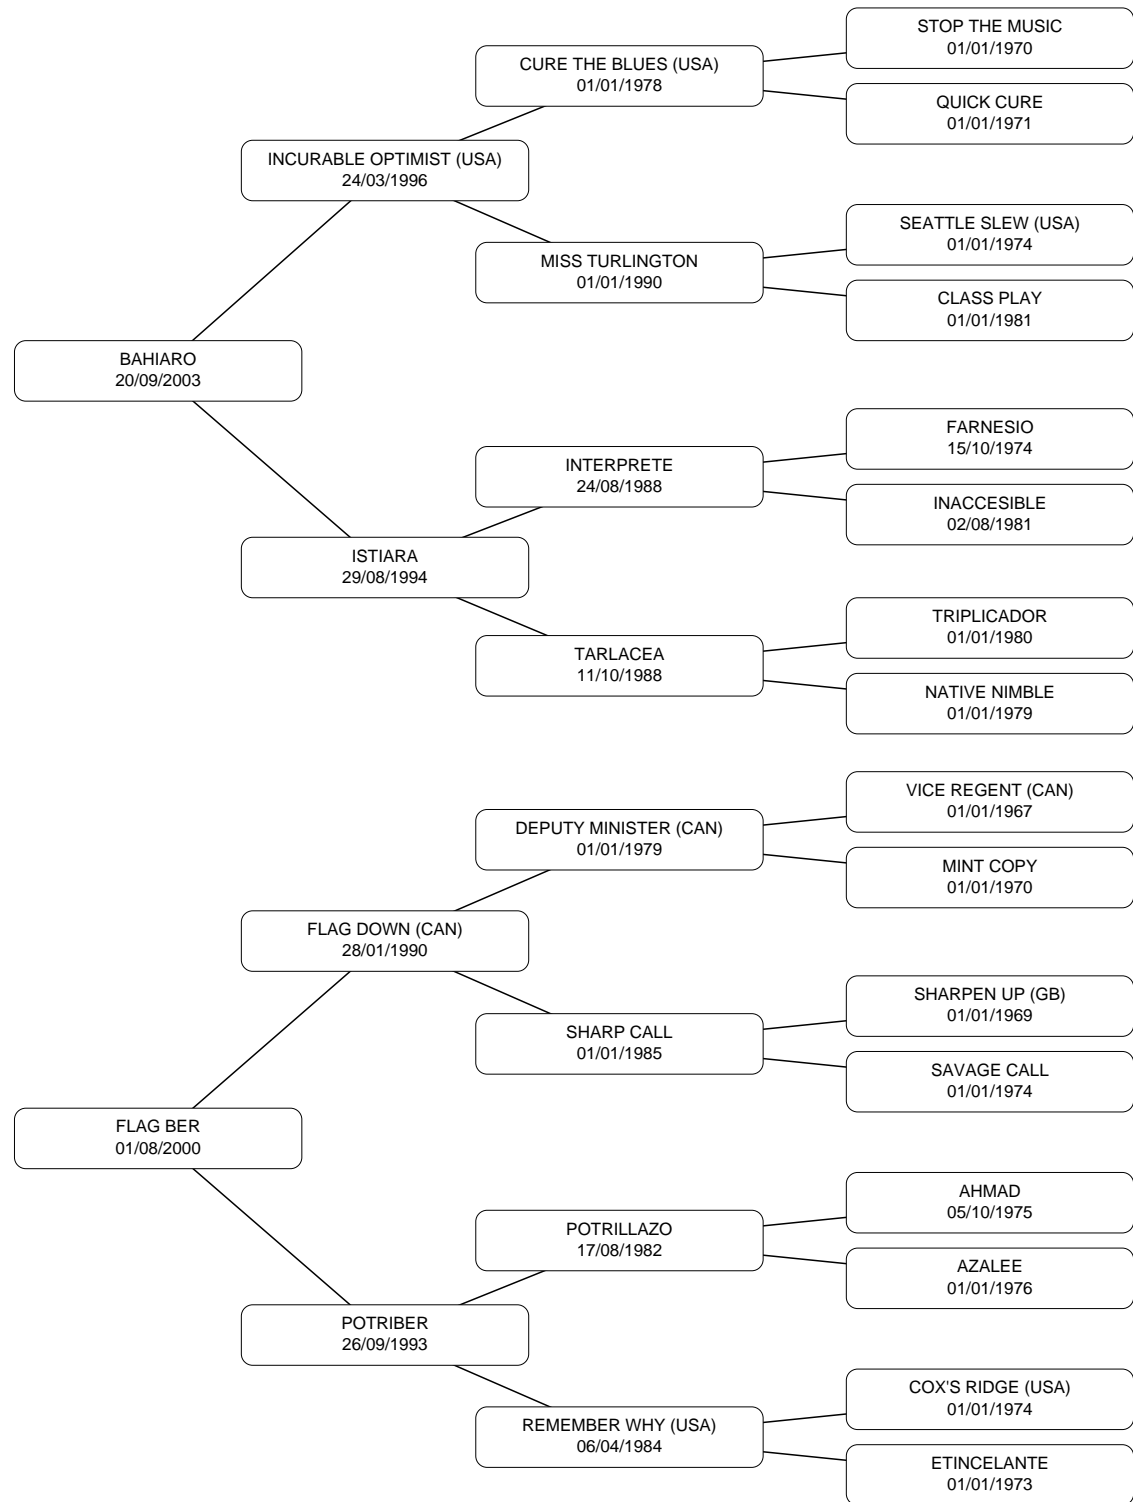 STOP THE MUSIC
01/01/1970
CURE THE BLUES (USA)
01/01/1978
QUICK CURE
01/01/1971
INCURABLE OPTIMIST (USA)
24/03/1996
SEATTLE SLEW (USA)
01/01/1974
MISS TURLINGTON
01/01/1990
CLASS PLAY
01/01/1981
BAHIARO
20/09/2003
FARNESIO
15/10/1974
INTERPRETE
24/08/1988
INACCESIBLE
02/08/1981
ISTIARA
29/08/1994
TRIPLICADOR
01/01/1980
TARLACEA
11/10/1988
NATIVE NIMBLE
01/01/1979
VICE REGENT (CAN)
01/01/1967
DEPUTY MINISTER (CAN)
01/01/1979
MINT COPY
01/01/1970
FLAG DOWN (CAN)
28/01/1990
SHARPEN UP (GB)
01/01/1969
SHARP CALL
01/01/1985
SAVAGE CALL
01/01/1974
FLAG BER
01/08/2000
AHMAD
05/10/1975
POTRILLAZO
17/08/1982
AZALEE
01/01/1976
POTRIBER
26/09/1993
COX'S RIDGE (USA)
01/01/1974
REMEMBER WHY (USA)
06/04/1984
ETINCELANTE
01/01/1973